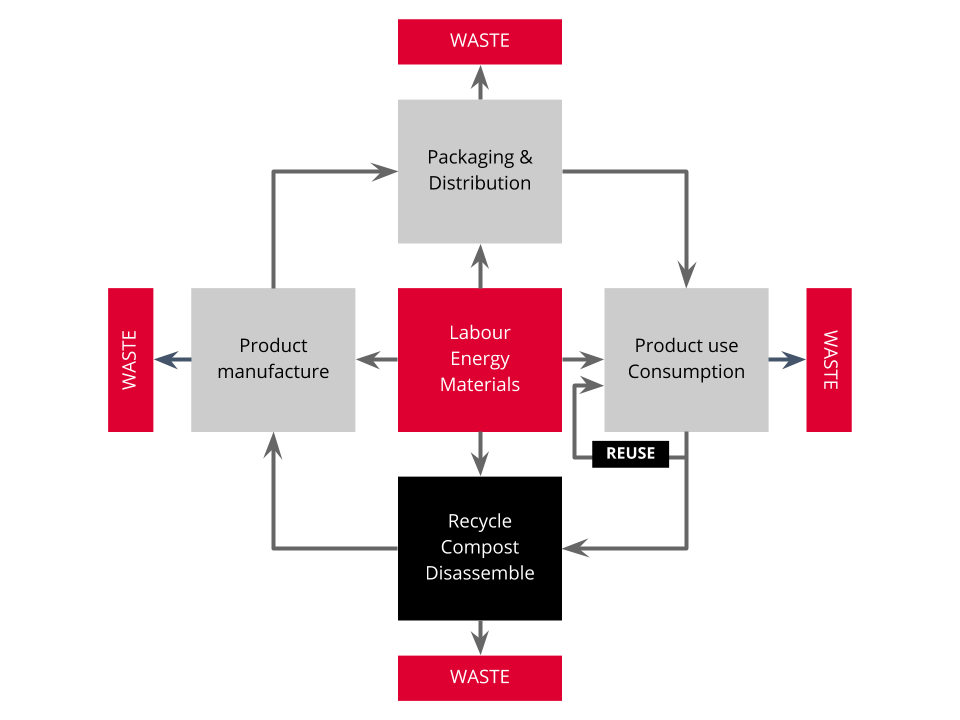 WASTE
Packaging &
Distribution
WASTE
Product
manufacture
Labour
Energy
Materials
Product use
Consumption
WASTE
REUSE
Recycle
Compost
Disassemble
WASTE